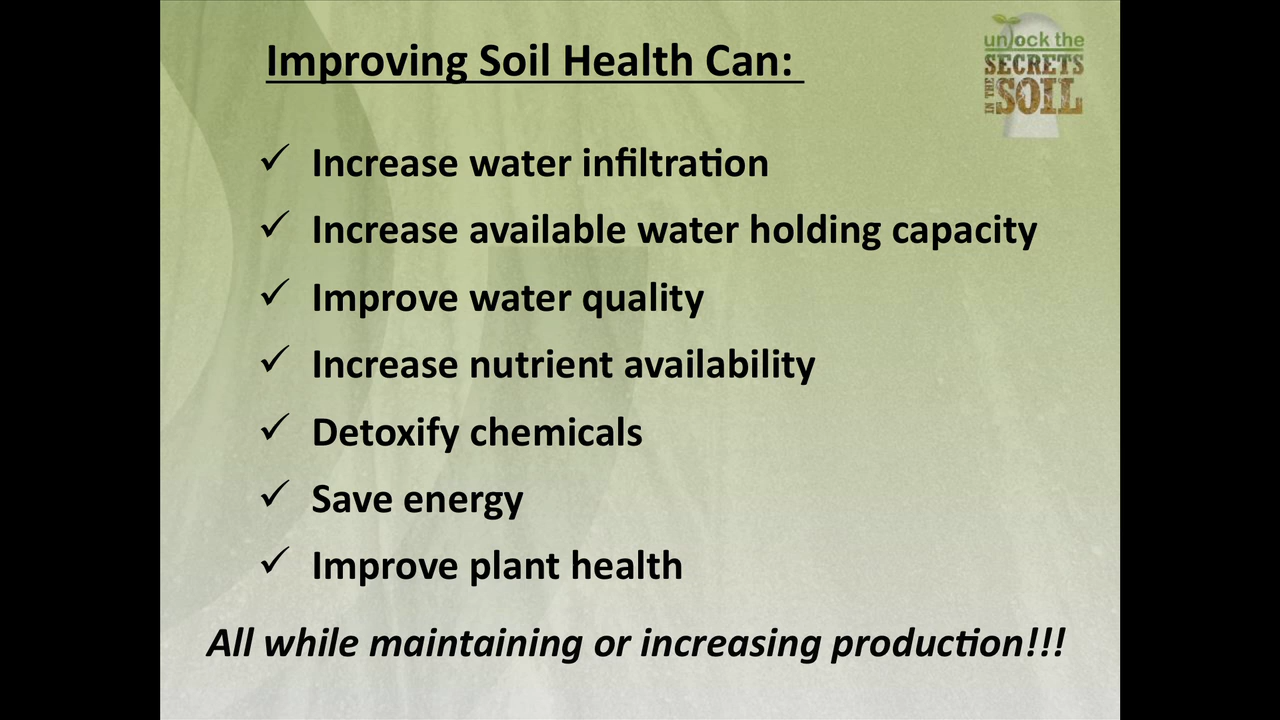 Improving Soil Health Can:
unlock the
SECRETS
IN THE
SOIL
✓ Increase water infiltration
✓ Increase available water holding capacity
✓ Improve water quality
✓ Increase nutrient availability
✓ Detoxify chemicals
✓ Save energy
✓ Improve plant health
All while maintaining or increasing production!!!